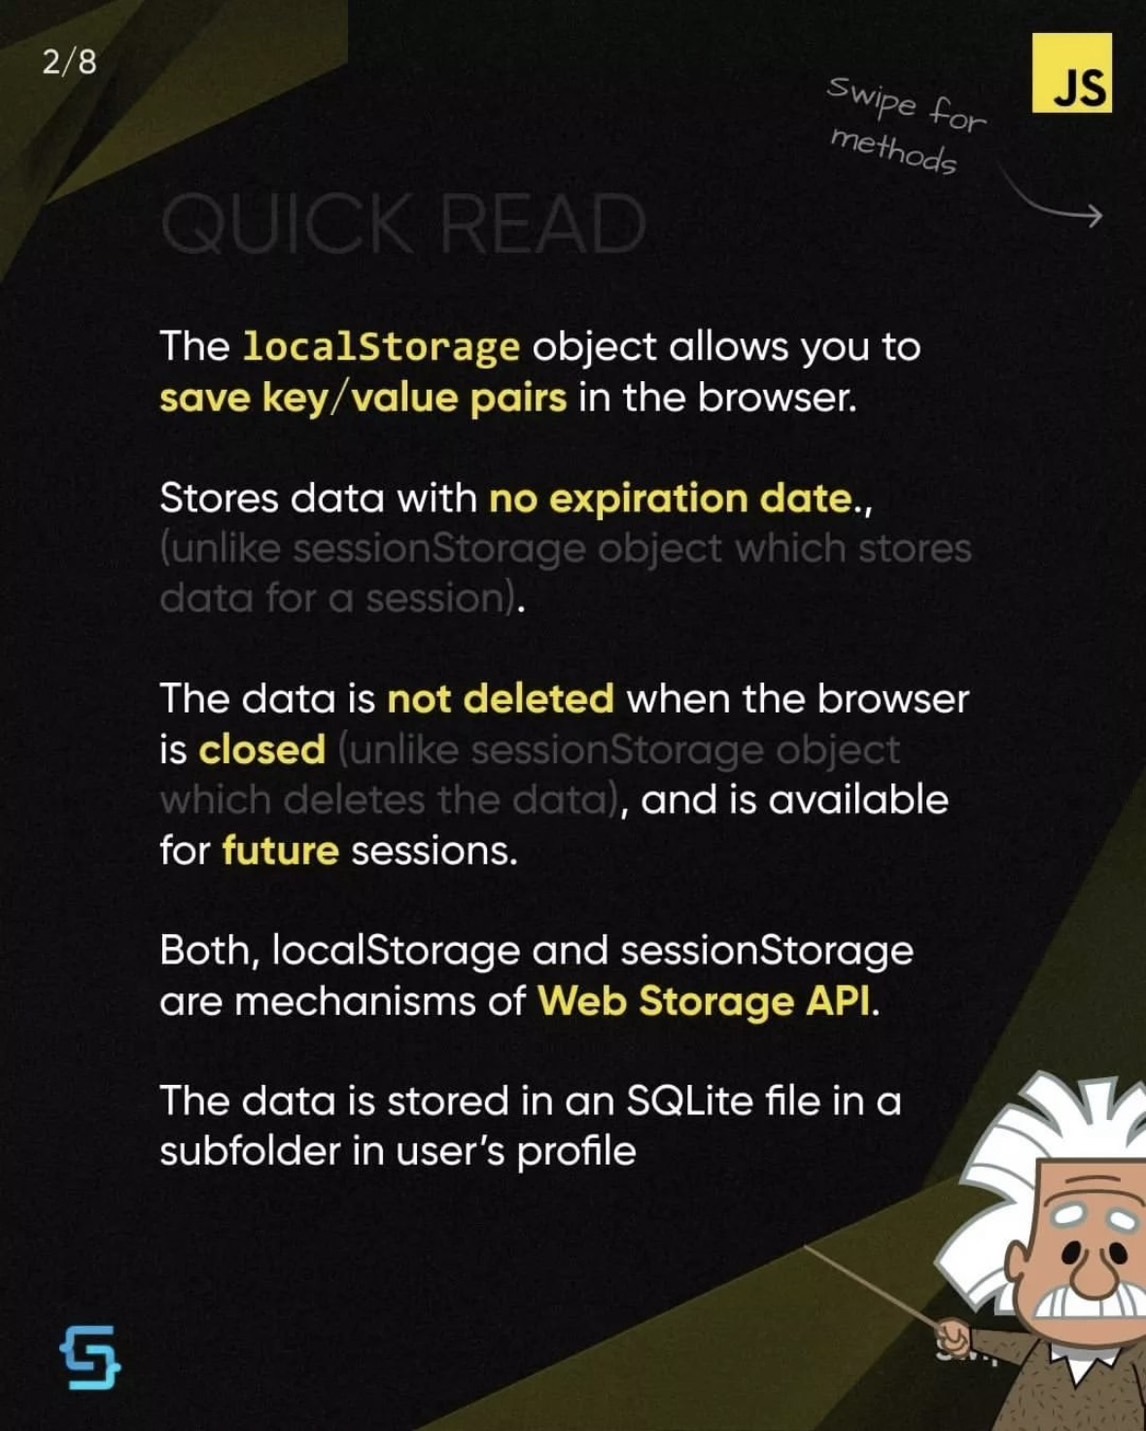 2/8
JS
Swipe for
methods
QUICK READ
The localStorage object allows you to
save key/value pairs in the browser.
Stores data with no expiration date.,
(unlike sessionStorage object which stores
data for a session).
The data is not deleted when the browser
is closed (unlike sessionStorage object
which deletes the data), and is available
for future sessions.
Both, localStorage and sessionStorage
are mechanisms of Web Storage API.
The data is stored in an SQLite file in a
subfolder in user's profile